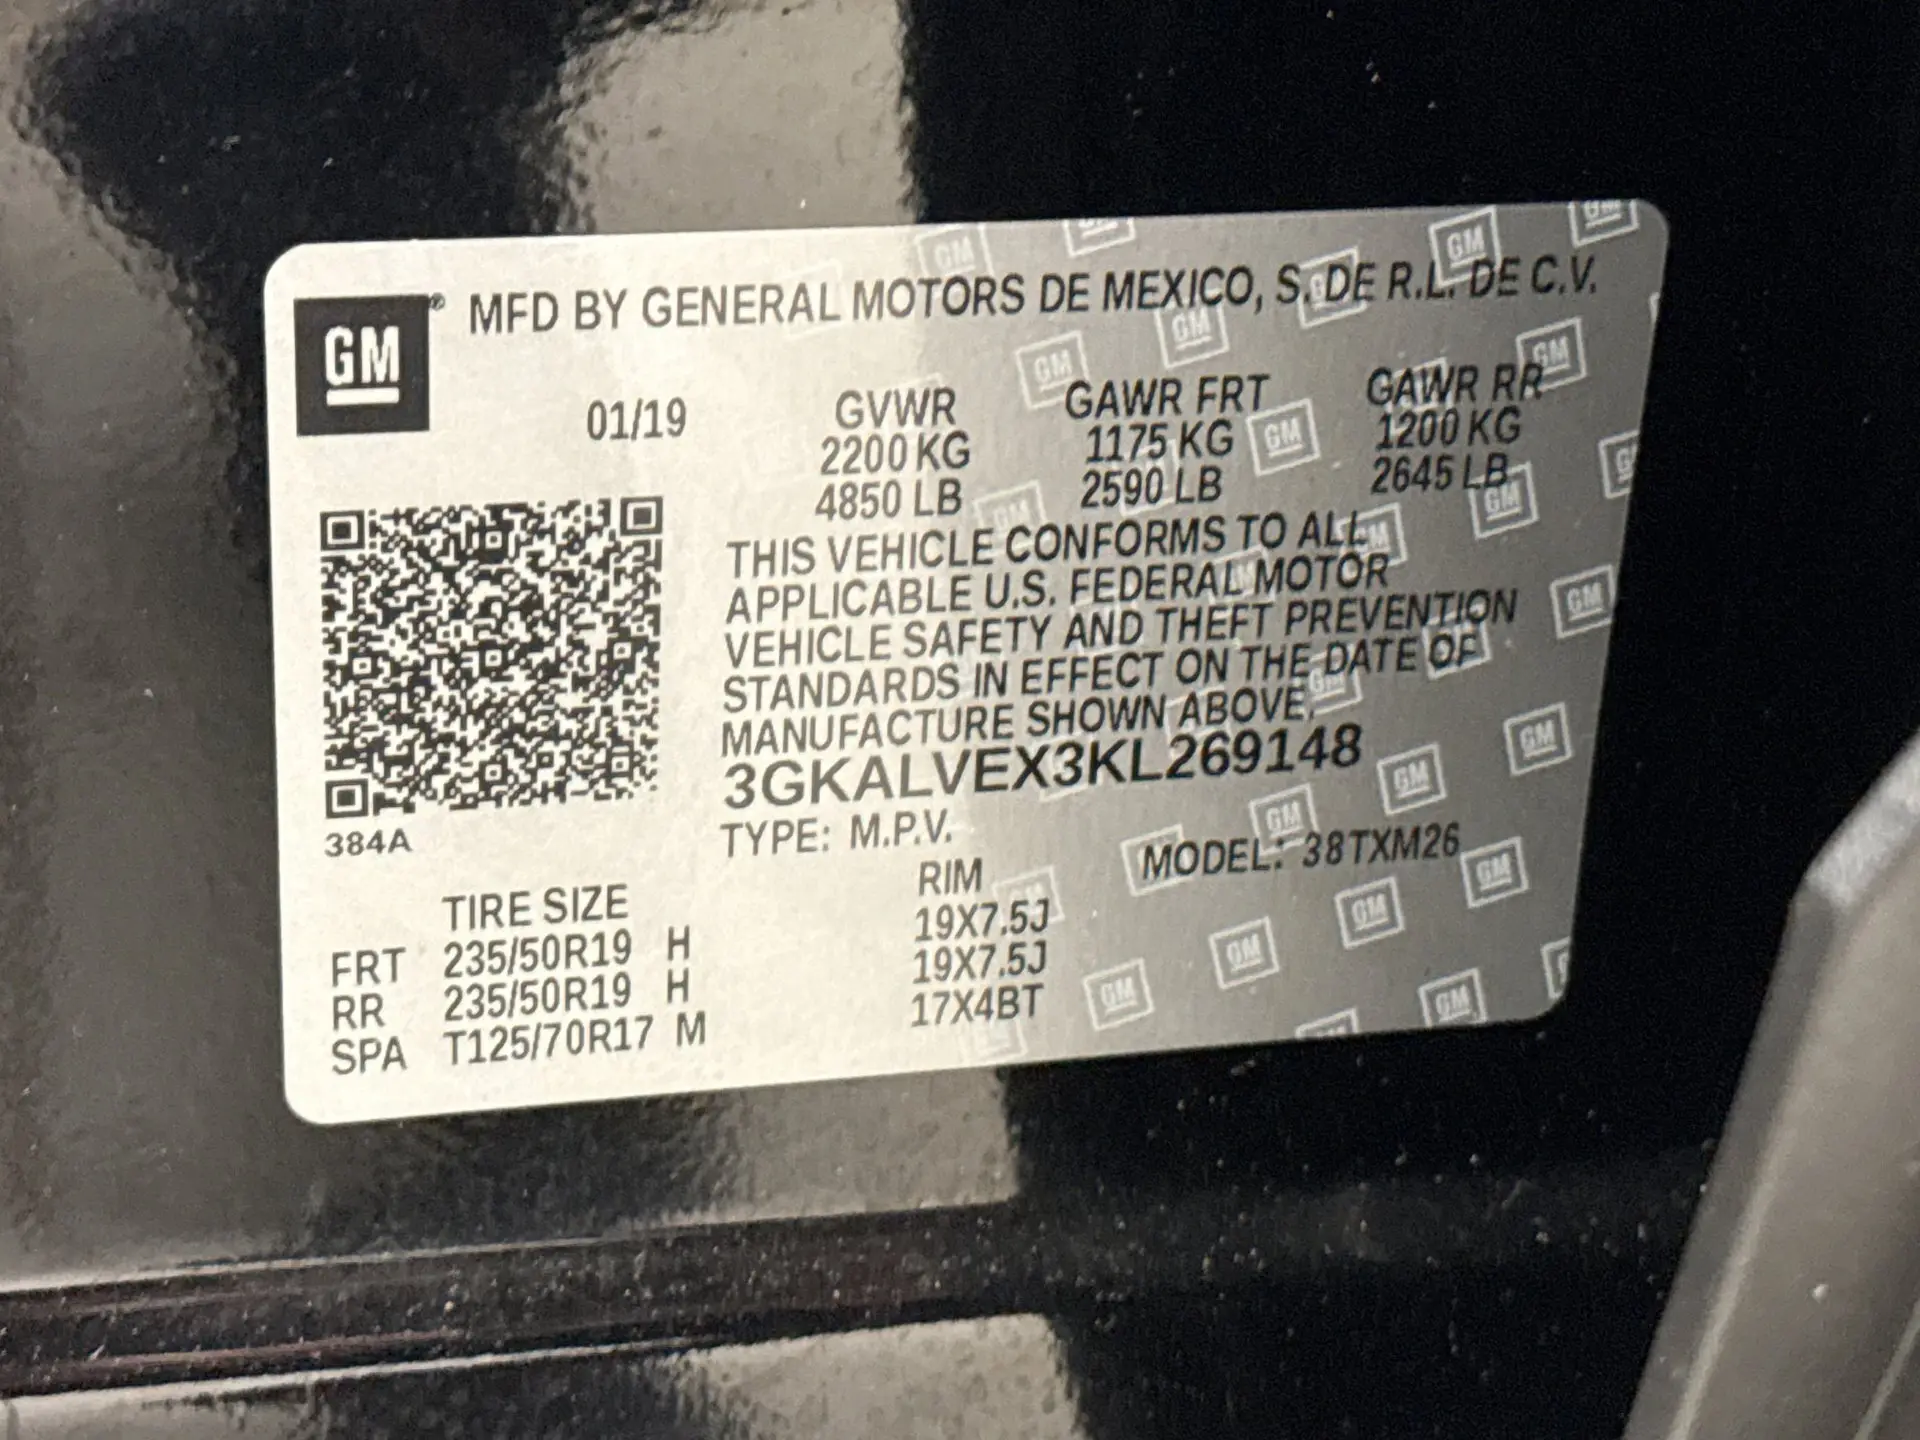 GM® MFD BY GENERAL MOTORS DE MEXICO, S. DE R.L. DE C.V.
01/19 GVWR GAWR FRT GAWR RR
2200 KG 1175 KG 1200 KG
4850 LB 2590 LB 2645 LB
THIS VEHICLE CONFORMS TO ALL
APPLICABLE U.S. FEDERAL MOTOR
VEHICLE SAFETY AND THEFT PREVENTION
STANDARDS IN EFFECT ON THE DATE OF
MANUFACTURE SHOWN ABOVE.
3GKALVEX3KL269148
384A TYPE: M.P.V. MODEL: 38TXM26
TIRE SIZE RIM
FRT 235/50R19 H 19X7.5J
RR 235/50R19 H 19X7.5J
SPA T125/70R17 M 17X4BT